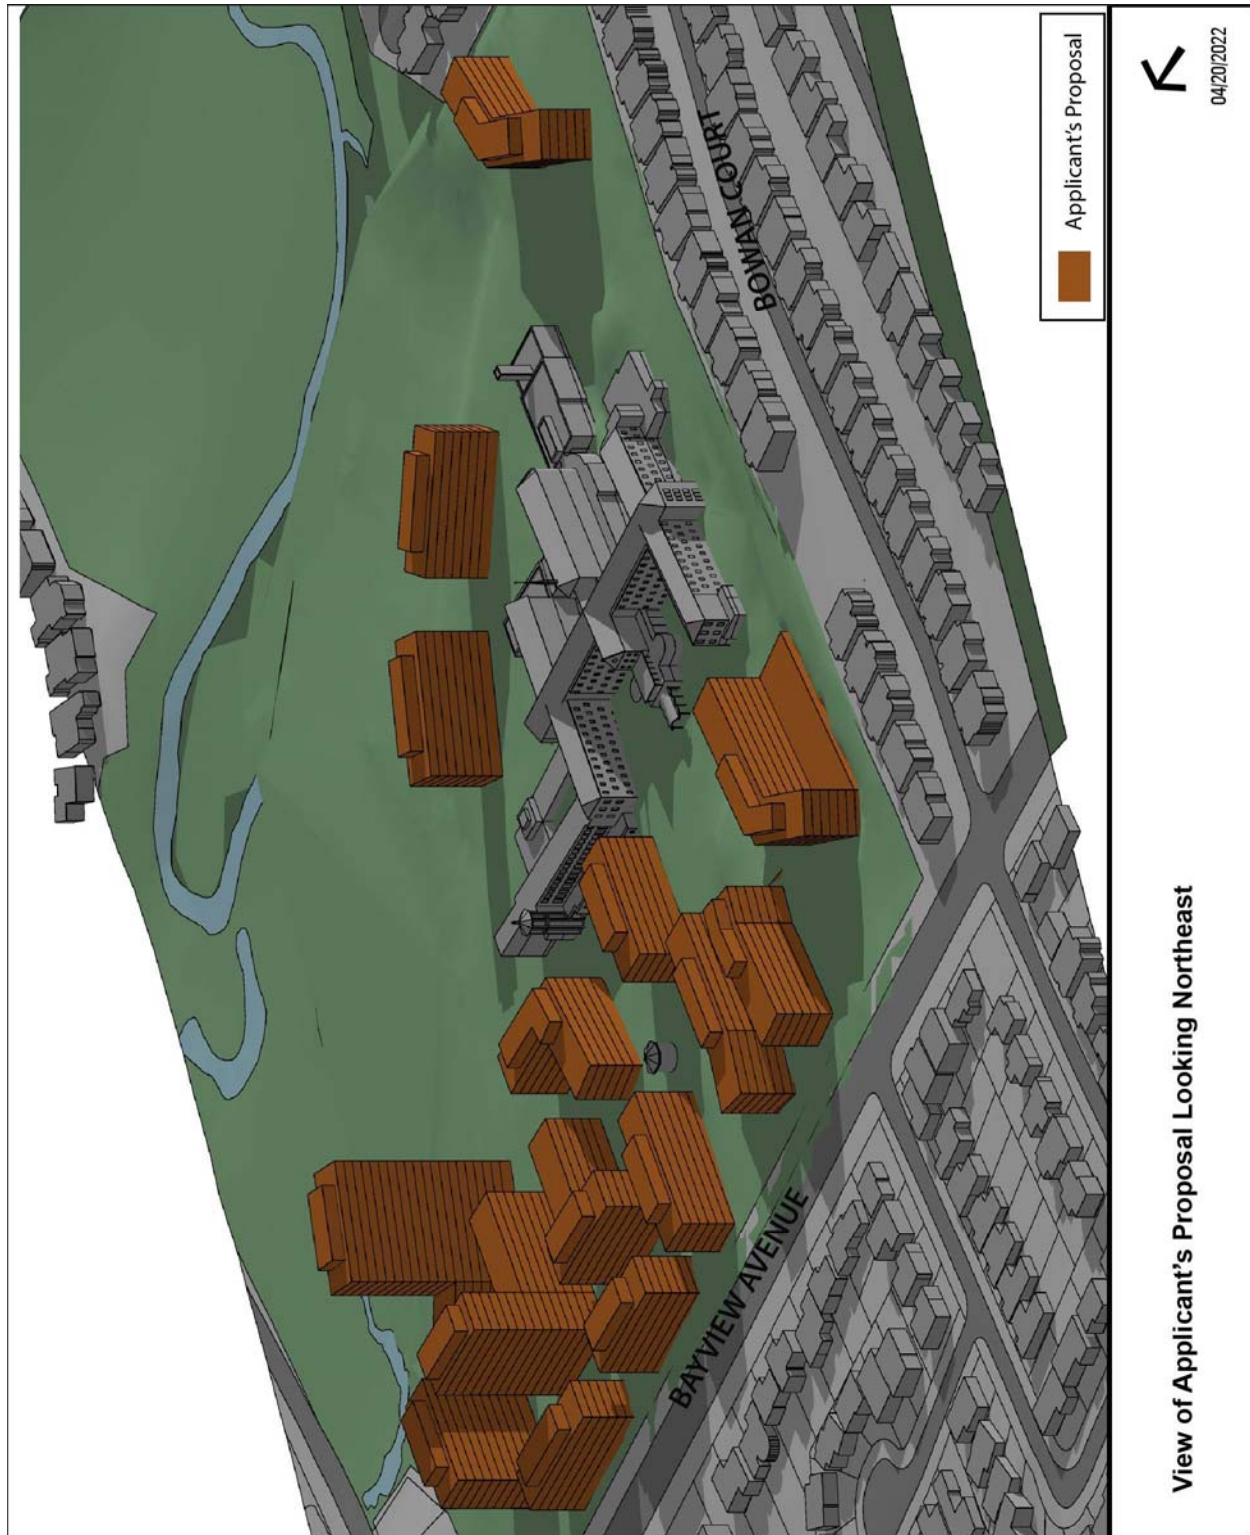 BAYVIEW AVENUE
BOWAN COURT
Applicant's Proposal
View of Applicant's Proposal Looking Northeast
04/20/2022